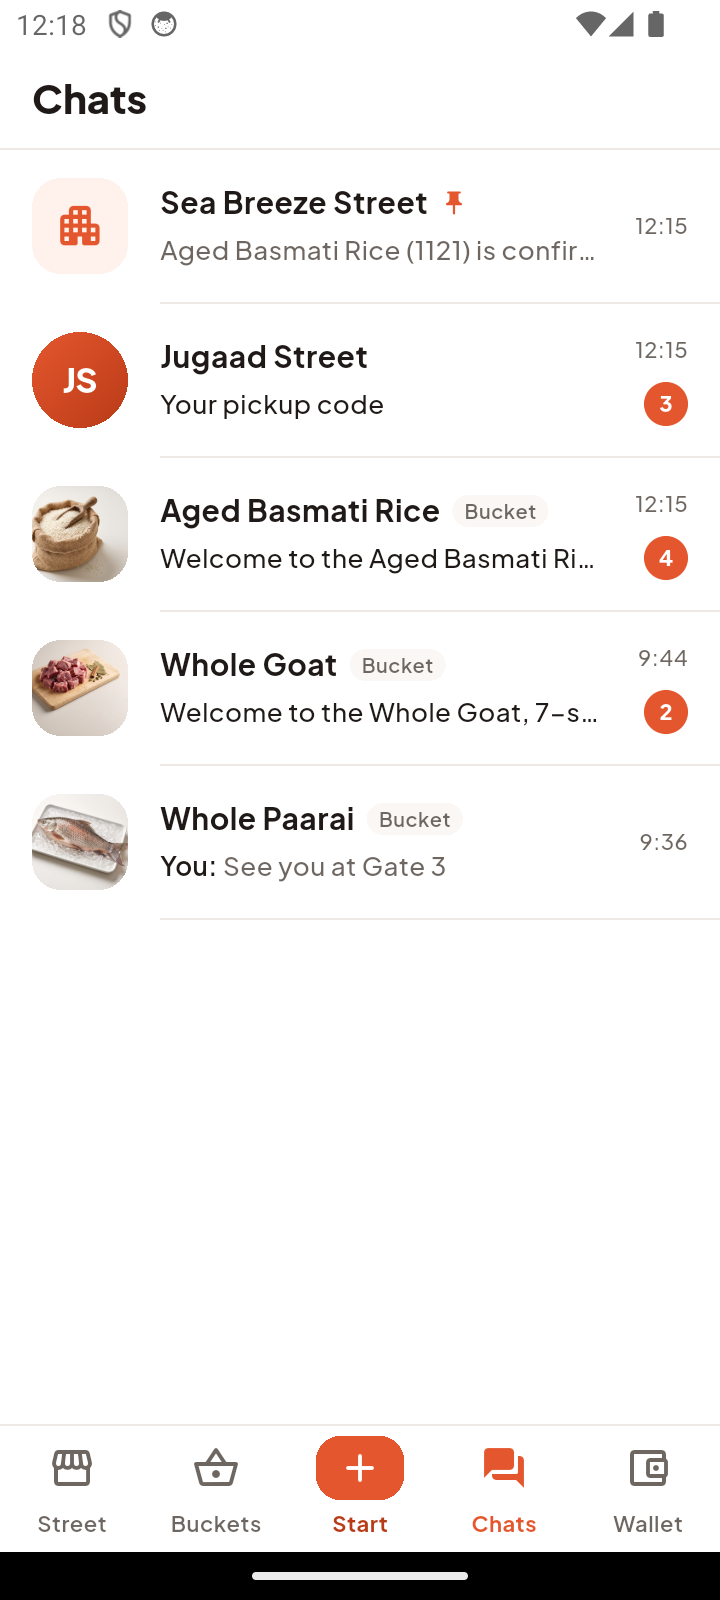 12:18
Chats
Sea Breeze Street
Aged Basmati Rice (1121) is confir...
12:15
JS
Jugaad Street
12:15
Your pickup code
3
Aged Basmati Rice
Bucket
12:15
Welcome to the Aged Basmati Ri...
4
Whole Goat
Bucket
9:44
Welcome to the Whole Goat, 7–s...
2
Whole Paarai
Bucket
You: See you at Gate 3
9:36
Street
Buckets
Start
Chats
Wallet